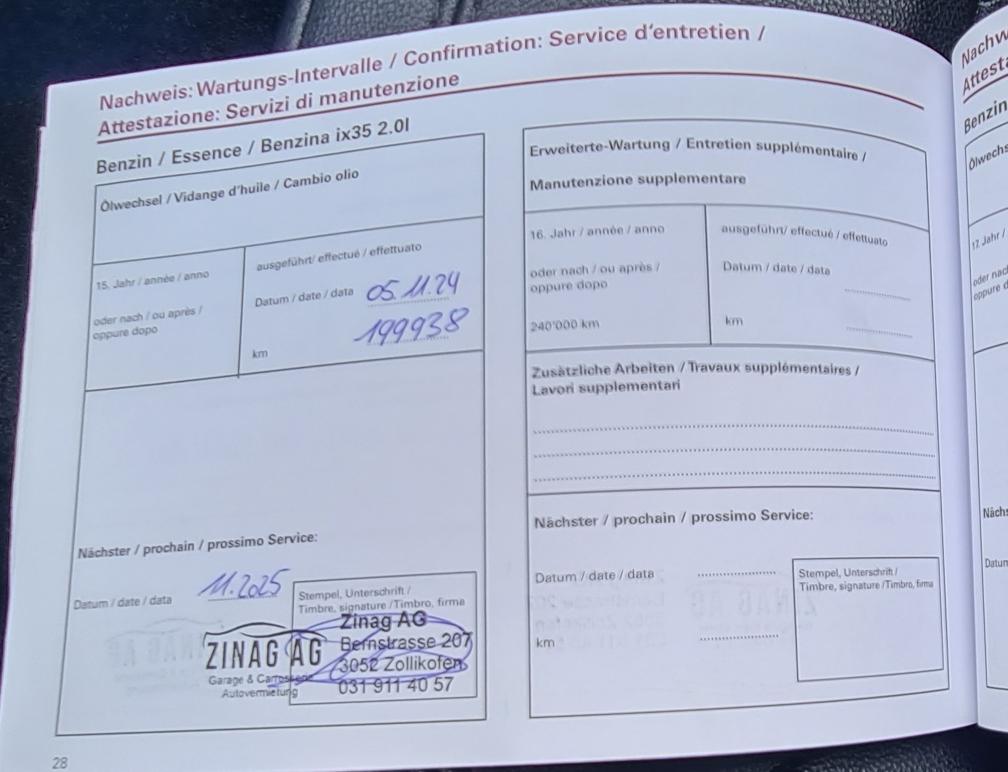 Nachweis: Wartungs-Intervalle / Confirmation: Service d'entretien /
Attestazione: Servizi di manutenzione
Benzin / Essence / Benzina ix35 2.0l
Ölwechsel / Vidange d'huile / Cambio olio
15. Jahr / année / anno
oder nach / ou après /
oppure dopo
ausgeführt/ effectué / effettuato
Datum / date / data 05.11.24
199938
km
Nächster / prochain / prossimo Service:
Datum / date / data 11.2025
Stempel, Unterschrift /
Timbre, signature /Timbro, firma
ZINAG AG
Garage & Carrosserie
Autovermietung
Zinag AG
Bernstrasse 207
3052 Zollikofen
031 911 40 57
28
Erweiterte-Wartung / Entretien supplémentaire /
Manutenzione supplementare
16. Jahr / année / anno
oder nach / ou après /
oppure dopo
240'000 km
ausgeführt/ effectué / effettuato
Datum / date / data
km
Zusätzliche Arbeiten / Travaux supplémentaires /
Lavori supplementari
Nächster / prochain / prossimo Service:
Datum / date / data
km
Stempel, Unterschrift /
Timbre, signature /Timbro, firma
Nachw
Attesta
Benzin
Ölwechs
17. Jahr /
oder nach
oppure d
Nächs
Datum